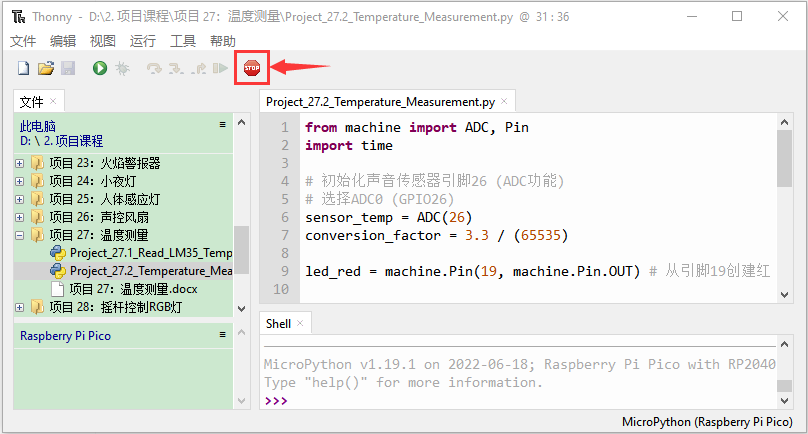 Thonny - D:\2. 项目课程\项目 27：温度测量\Project_27.2_Temperature_Measurement.py @ 31 : 36
文件 编辑 视图 运行 工具 帮助
STOP
文件
此电脑
D: \ 2. 项目课程
项目 23：火焰警报器
项目 24：小夜灯
项目 25：人体感应灯
项目 26：声控风扇
项目 27：温度测量
Project_27.1_Read_LM35_Temp
Project_27.2_Temperature_Mea
项目 27：温度测量.docx
项目 28：摇杆控制RGB灯
Raspberry Pi Pico
Project_27.2_Temperature_Measurement.py
1 from machine import ADC, Pin
2 import time
3
4 # 初始化声音传感器引脚26 (ADC功能)
5 # 选择ADC0 (GPIO26)
6 sensor_temp = ADC(26)
7 conversion_factor = 3.3 / (65535)
8
9 led_red = machine.Pin(19, machine.Pin.OUT) # 从引脚19创建红
10
Shell
MicroPython v1.19.1 on 2022-06-18; Raspberry Pi Pico with RP2040
Type "help()" for more information.
>>>
MicroPython (Raspberry Pi Pico)